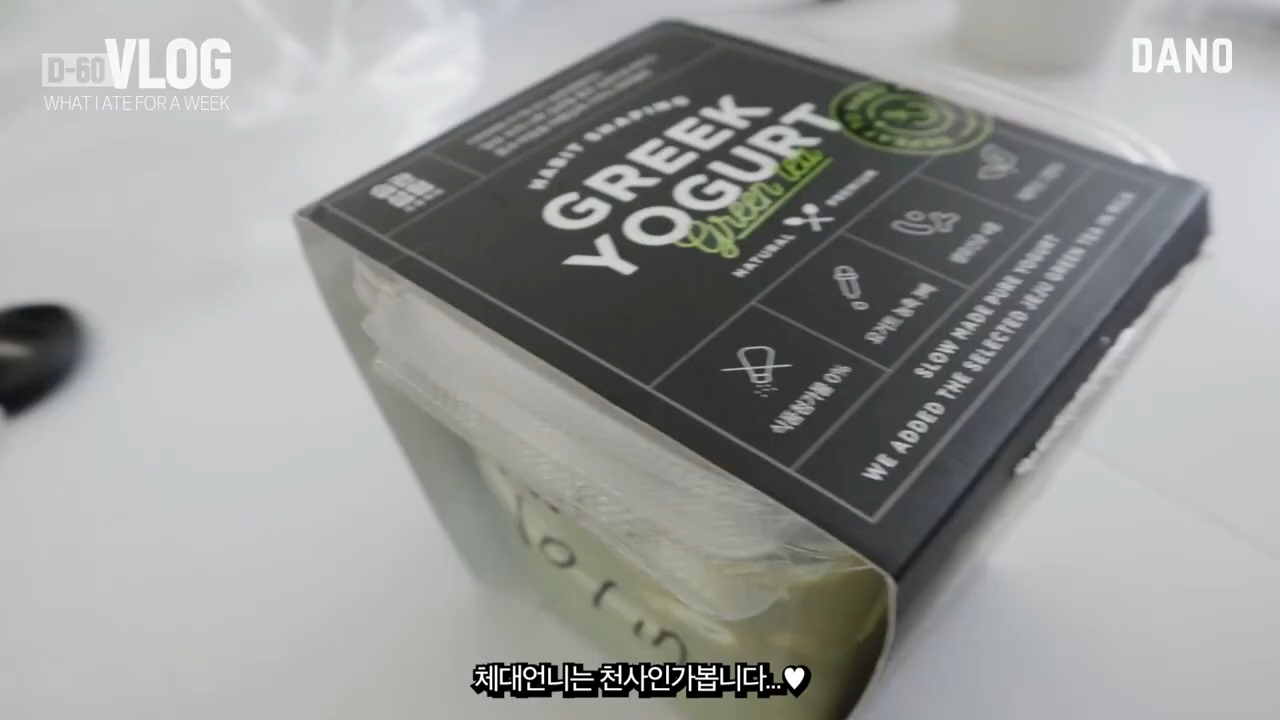 D-60 VLOG
WHAT I ATE FOR A WEEK
DANO
HABIT SHAPING
GREEK
YOGURT
Green tea
NATURAL PREMIUM
식품첨가물 0%
SLOW MADE PURE YOGURT
WE ADDED THE SELECTED JEJU GREEN TEA IN MILK
체대언니는 천사인가봅니다...♥